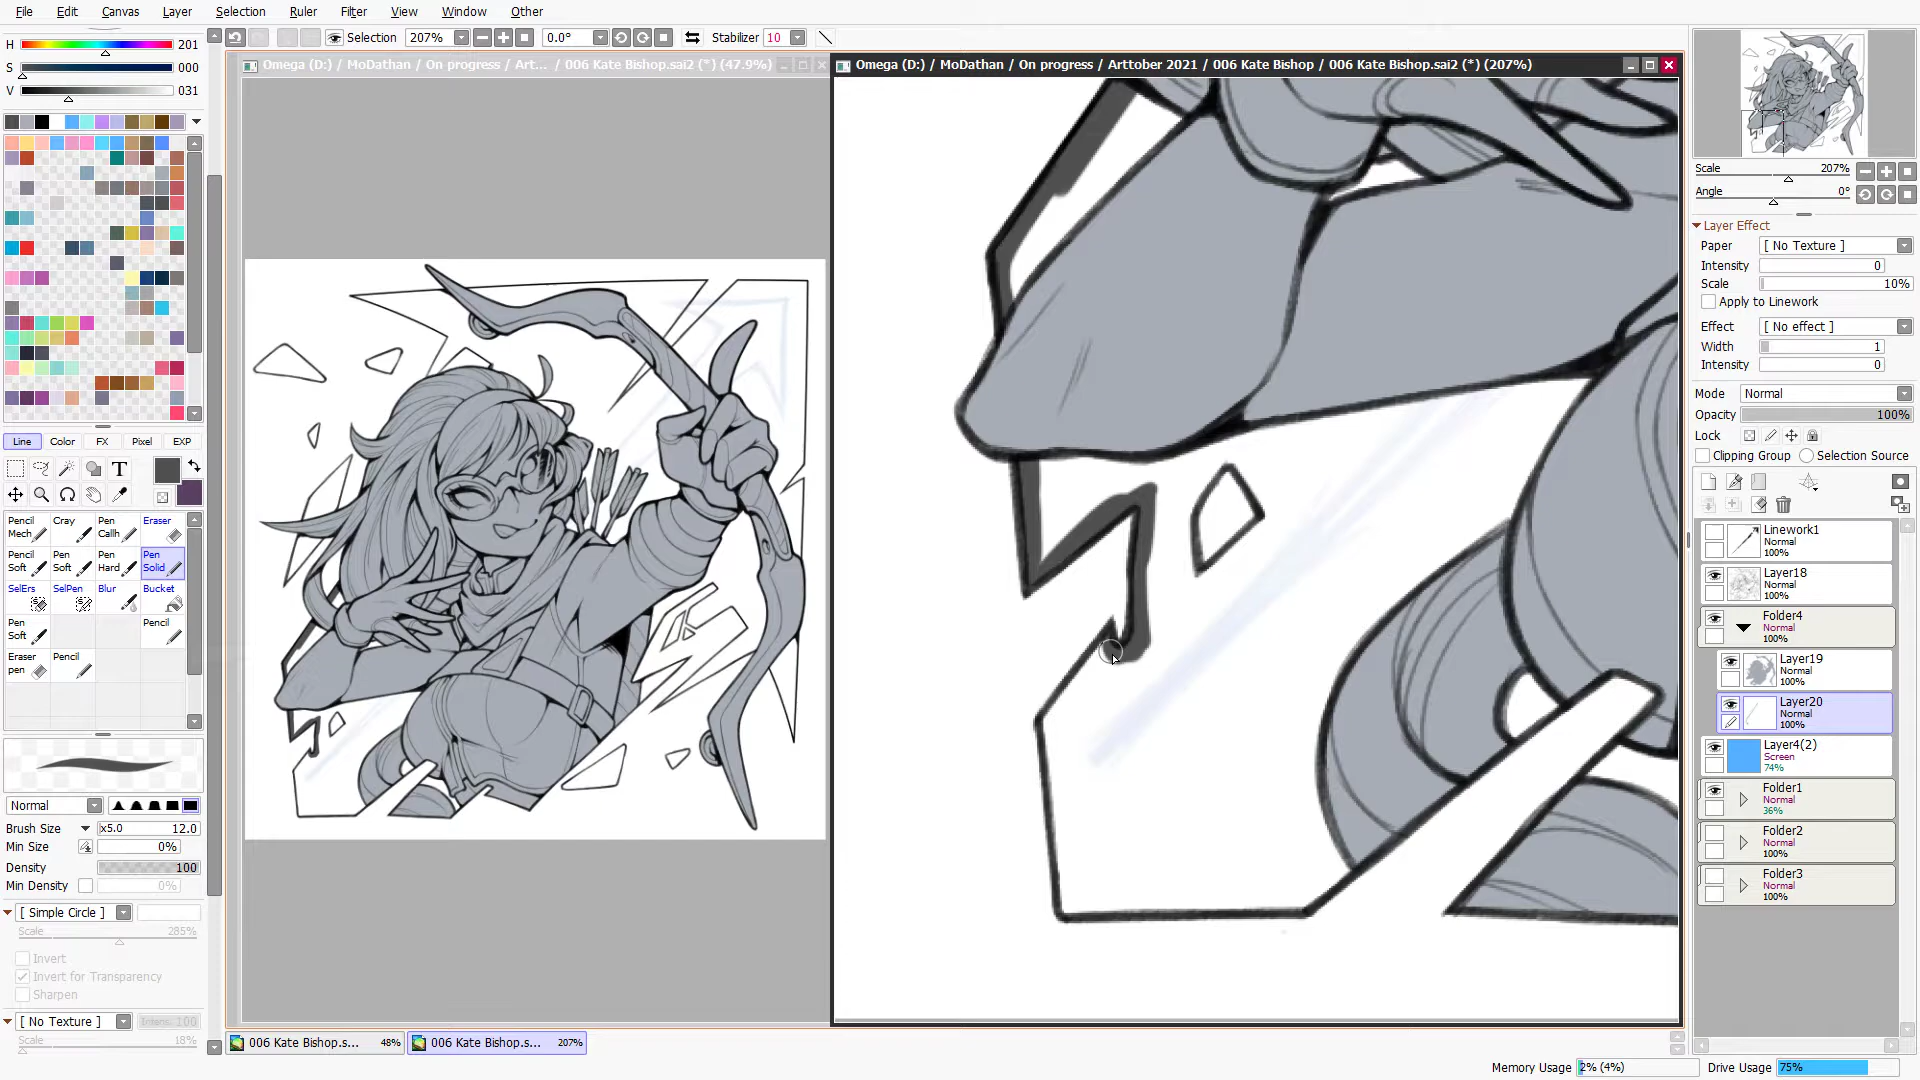 File Edit Canvas Layer Selection Ruler Filter View Window Other
H 201
S 000
V 031
Selection 207% 0.0° Stabilizer 10
Omega (D:) / MoDathan / On progress / Art... / 006 Kate Bishop.sai2 (*) (47.9%)
Omega (D:) / MoDathan / On progress / Arttober 2021 / 006 Kate Bishop / 006 Kate Bishop.sai2 (*) (207%)
Line Color FX Pixel EXP
T
Pencil Mech Cray Pen Callh Eraser
Pencil Soft Pen Soft Pen Hard Pen Solid
SelErs SelPen Blur Bucket
Pen Soft Pencil
Eraser pen Pencil
Normal
Brush Size x5.0 12.0
Min Size 0%
Density 100
Min Density 0%
[ Simple Circle ]
Scale 285%
Invert
Invert for Transparency
Sharpen
[ No Texture ] Intens. 100
Scale 18%
006 Kate Bishop.s... 48%
006 Kate Bishop.s... 207%
Scale 207%
Angle 0°
Layer Effect
Paper [ No Texture ]
Intensity 0
Scale 10%
Apply to Linework
Effect [ No effect ]
Width 1
Intensity 0
Mode Normal
Opacity 100%
Lock
Clipping Group Selection Source
Linework1
Normal
100%
Layer18
Normal
100%
Folder4
Normal
100%
Layer19
Normal
100%
Layer20
Normal
100%
Layer4(2)
Screen
74%
Folder1
Normal
36%
Folder2
Normal
100%
Folder3
Normal
100%
Memory Usage 2% (4%) Drive Usage 75%